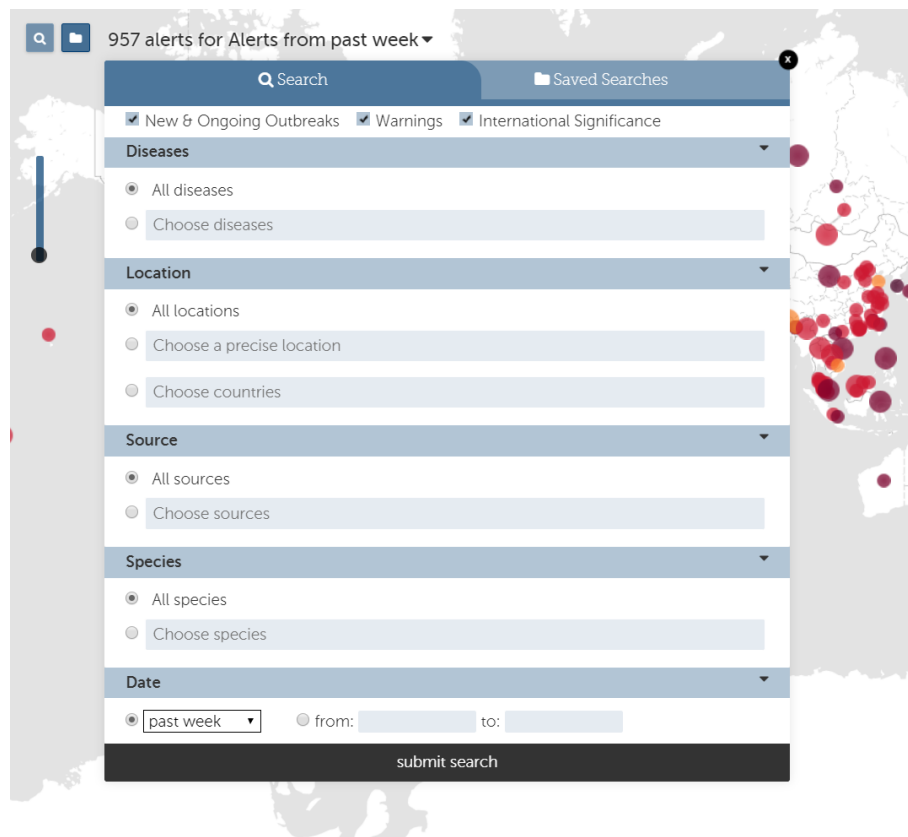 957 alerts for Alerts from past week
x
Search
Saved Searches
New & Ongoing Outbreaks Warnings International Significance
Diseases
All diseases
Choose diseases
Location
All locations
Choose a precise location
Choose countries
Source
All sources
Choose sources
Species
All species
Choose species
Date
past week from: to:
submit search